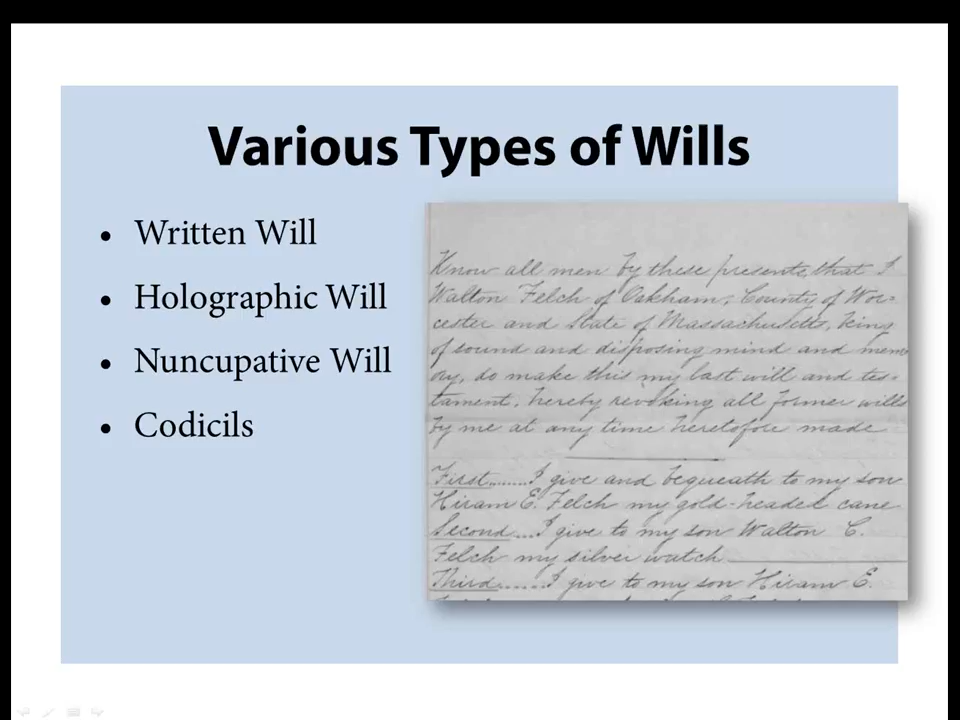 Various Types of Wills
• Written Will
• Holographic Will
• Nuncupative Will
• Codicils
Know all men by these presents, that I
Walton Felch of Oakham, County of Wor=
cester and State of Massachusetts, being
of sound and disposing mind and mem
ory, do make this my last will and tes=
tament, hereby revoking all former wills
by me at any time heretofore made
First.......I give and bequeath to my son
Hiram E. Felch my gold-headed cane
Second...I give to my son Walton C.
Felch my silver watch
Third.......I give to my son Hiram E.